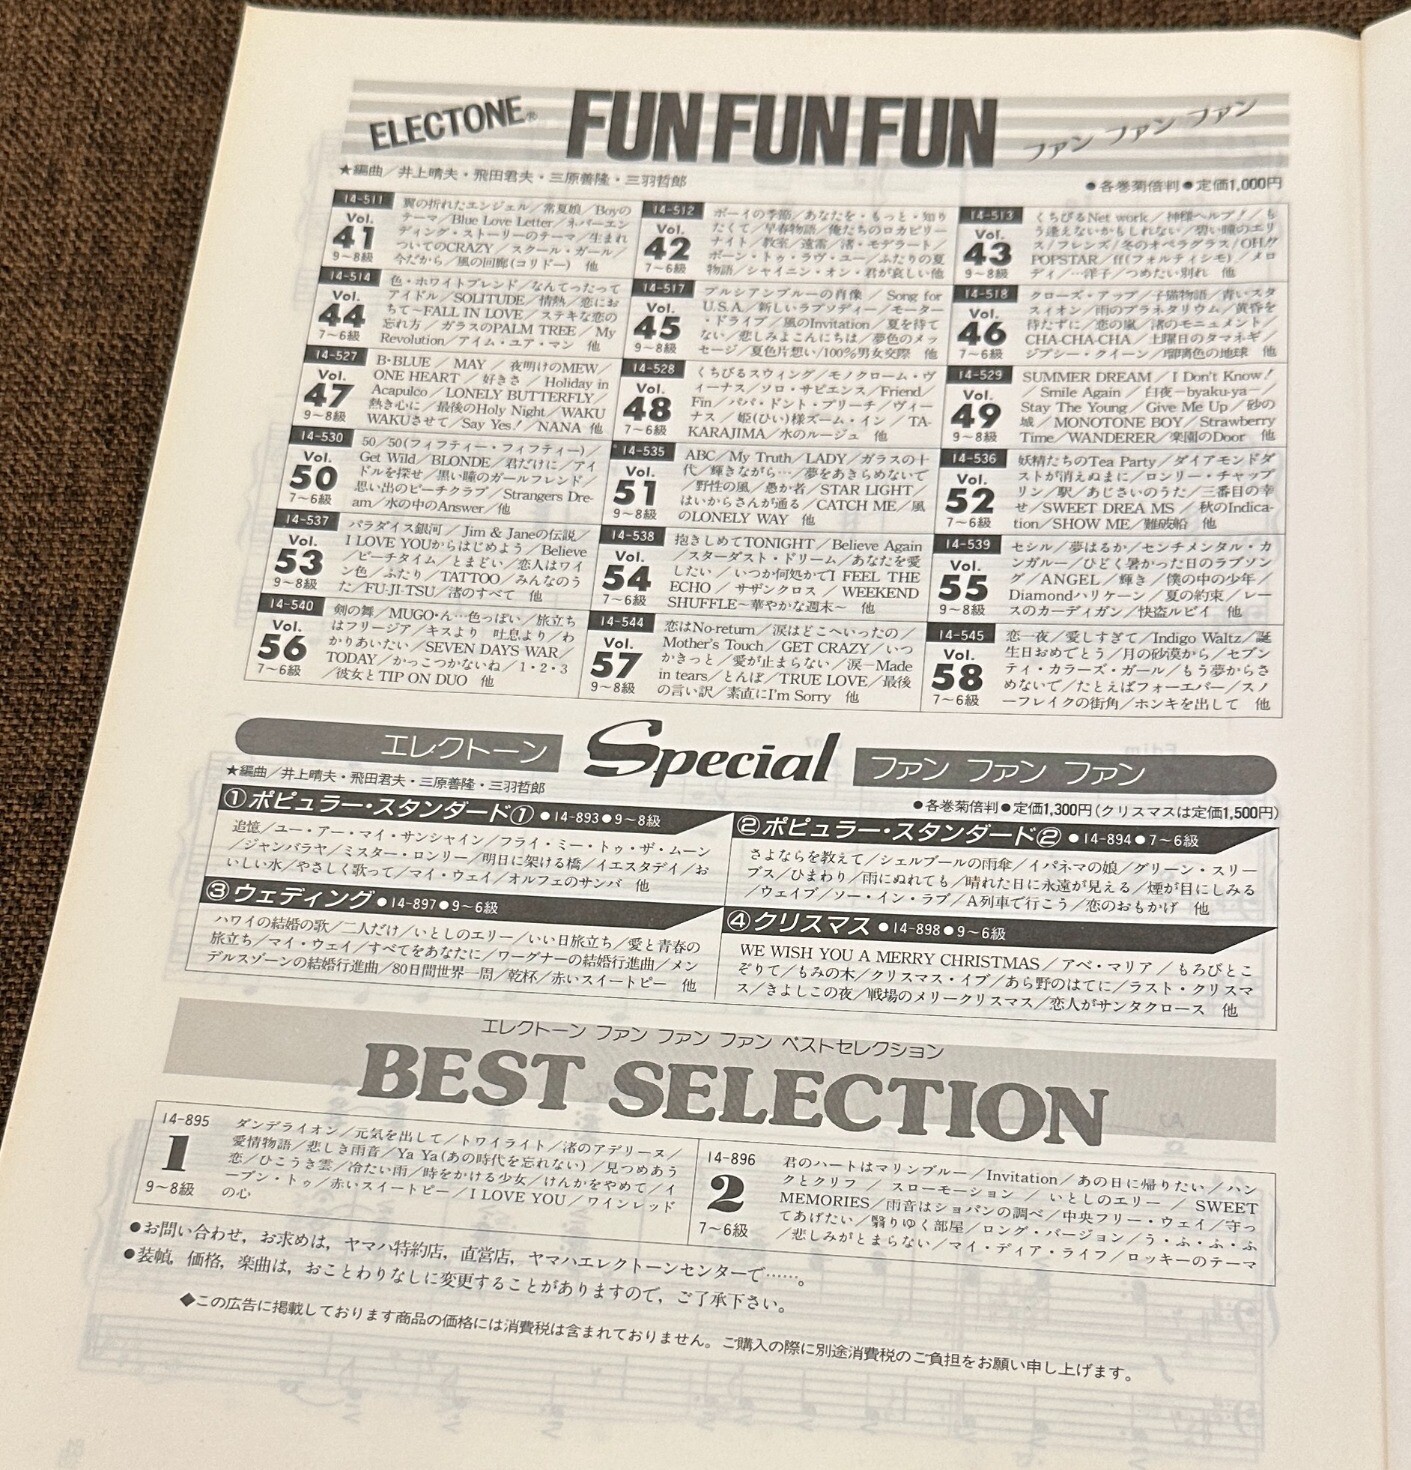 ELECTONE® FUN FUN FUN ファン ファン ファン
★編曲／井上晴夫・飛田君夫・三原善隆・三羽哲郎
●各巻菊倍判●定価1,000円
14-511
Vol.
41
9～8級
翼の折れたエンジェル／常夏娘／Boyの
テーマ／Blue Love Letter／ネバーエン
ディング・ストーリーのテーマ／生まれ
ついてのCRAZY／スクール・ガール／
今だから／風の回廊(コリドー)　他
14-512
Vol.
42
7～6級
ボーイの季節／あなたを・もっと・知り
たくて／早春物語／俺たちのロカビリー
ナイト／教室／遠雷／渚・モデラート／
ボーン・トゥ・ラヴ・ユー／ふたりの夏
物語／シャイニン・オン・君が哀しい他
14-513
Vol.
43
9～8級
くちびるNet work／神様ヘルプ！／も
う逢えないかもしれない／碧い瞳のエリ
ス／フレンズ／冬のオペラグラス／OH!!
POPSTAR／ff(フォルティシモ)／メロ
ディ／…洋子／つめたい別れ　他
14-514
Vol.
44
7～6級
色・ホワイトブレンド／なんてったって
アイドル／SOLITUDE／情熱／恋にお
ちて～FALL IN LOVE／ステキな恋の
忘れ方／ガラスのPALM TREE／My
Revolution／アイム・ユア・マン　他
14-517
Vol.
45
9～8級
プルシアンブルーの肖像／Song for
U.S.A.／新しいラプソディー／モーター
・ドライブ／風のInvitation／夏を待て
ない／悲しみよこんにちは／夢色のメッ
セージ／夏色片想い／100％男女交際　他
14-518
Vol.
46
7～6級
クローズ・アップ／子猫物語／青いスタ
スィオン／雨のプラネタリウム／黄昏を
待たずに／恋の嵐／渚のモニュメント／
CHA-CHA-CHA／土曜日のタマネギ／
ジプシー・クイーン／瑠璃色の地球　他
14-527
Vol.
47
9～8級
B・BLUE／MAY／夜明けのMEW／
ONE HEART／好きさ／Holiday in
Acapulco／LONELY BUTTERFLY／
熱き心に／最後のHoly Night／WAKU
WAKUさせて／Say Yes！／NANA　他
14-528
Vol.
48
7～6級
くちびるスウィング／モノクローム・ヴ
ィーナス／ソロ・サピエンス／Friend／
Fin／パパ・ドント・プリーチ／ヴィー
ナス／姫(ひい)様ズーム・イン／TA-
KARAJIMA／水のルージュ　他
14-529
Vol.
49
9～8級
SUMMER DREAM／I Don't Know！
／Smile Again／白夜―byaku-ya―
Stay The Young／Give Me Up／砂の
城／MONOTONE BOY／Strawberry
Time／WANDERER／楽園のDoor　他
14-530
Vol.
50
7～6級
50／50(フィフティー・フィフティー)／
Get Wild／BLONDE／君だけに／アイ
ドルを探せ／黒い瞳のガールフレンド／
思い出のビーチクラブ／Strangers Dre-
am／水の中のAnswer／他
14-535
Vol.
51
9～8級
ABC／My Truth／LADY／ガラスの十
代／輝きながら…／夢をあきらめないで
／野性の風／愚か者／STAR LIGHT／
はいからさんが通る／CATCH ME／風
のLONELY WAY　他
14-536
Vol.
52
7～6級
妖精たちのTea Party／ダイアモンドダ
ストが消えぬまに／ロンリー・チャップ
リン／駅／あじさいのうた／三番目の幸
せ／SWEET DREA MS／秋のIndica-
tion／SHOW ME／難破船　他
14-537
Vol.
53
9～8級
パラダイス銀河／Jim & Janeの伝説／
I LOVE YOUからはじめよう／Believe
／ピーチタイム／とまどい／恋人はワイ
ン色／ふたり／TATTOO／みんなのう
た／FU-JI-TSU／渚のすべて　他
14-538
Vol.
54
7～6級
抱きしめてTONIGHT／Believe Again
／スターダスト・ドリーム／あなたを愛
したい／いつか何処かでI FEEL THE
ECHO／サザンクロス／WEEKEND
SHUFFLE～華やかな週末～　他
14-539
Vol.
55
9～8級
セシル／夢はるか／センチメンタル・カ
ンガルー／ひどく暑かった日のラブソン
グ／ANGEL／輝き／僕の中の少年／
Diamondハリケーン／夏の約束／レー
スのカーディガン／快盗ルビイ　他
14-540
Vol.
56
7～6級
剣の舞／MUGO・ん…色っぽい／旅立ち
はフリージア／キスより　吐息より／わ
かりあいたい／SEVEN DAYS WAR／
TODAY／かっこつかないね／1・2・3
／彼女とTIP ON DUO　他
14-544
Vol.
57
9～8級
恋はNo-return／涙はどこへいったの／
Mother's Touch／GET CRAZY／いつ
かきっと／愛が止まらない／涙―Made
in tears／とんぼ／TRUE LOVE／最後
の言い訳／素直にI'm Sorry　他
14-545
Vol.
58
7～6級
恋一夜／愛しすぎて／Indigo Waltz／誕
生日おめでとう／月の砂漠から／セブン
ティ・カラーズ・ガール／もう夢からさ
めないで／たとえばフォーエバー／スノ
ーフレイクの街角／ホンキを出して　他
エレクトーン Special ファン ファン ファン
★編曲／井上晴夫・飛田君夫・三原善隆・三羽哲郎
●各巻菊倍判●定価1,300円(クリスマスは定価1,500円)
①ポピュラー・スタンダード①●14-893●9～8級
追憶／ユー・アー・マイ・サンシャイン／フライ・ミー・トゥ・ザ・ムーン
／ジャンバラヤ／ミスター・ロンリー／明日に架ける橋／イエスタデイ／お
いしい水／やさしく歌って／マイ・ウェイ／オルフェのサンバ　他
②ポピュラー・スタンダード②●14-894●7～6級
さよならを教えて／シェルブールの雨傘／イパネマの娘／グリーン・スリー
ブス／ひまわり／雨にぬれても／晴れた日に永遠が見える／煙が目にしみる
／ウェイブ／ソー・イン・ラブ／A列車で行こう／恋のおもかげ　他
③ウェディング●14-897●9～6級
ハワイの結婚の歌／二人だけ／いとしのエリー／いい日旅立ち／愛と青春の
旅立ち／マイ・ウェイ／すべてをあなたに／ワーグナーの結婚行進曲／メン
デルスゾーンの結婚行進曲／80日間世界一周／乾杯／赤いスイートピー　他
④クリスマス●14-898●9～6級
WE WISH YOU A MERRY CHRISTMAS／アベ・マリア／もろびとこ
ぞりて／もみの木／クリスマス・イブ／あら野のはてに／ラスト・クリスマ
ス／きよしこの夜／戦場のメリークリスマス／恋人がサンタクロース　他
エレクトーン ファン ファン ファン ベストセレクション
BEST SELECTION
14-895
1
9～8級
ダンデライオン／元気を出して／トワイライト／渚のアデリーヌ／
愛情物語／悲しき雨音／Ya Ya(あの時代を忘れない)／見つめあう
恋／ひこうき雲／冷たい雨／時をかける少女／けんかをやめて／イ
ーブン・トゥ／赤いスイートピー／I LOVE YOU／ワインレッド
の心
14-896
2
7～6級
君のハートはマリンブルー／Invitation／あの日に帰りたい／ハン
クとクリフ／スローモーション／いとしのエリー／SWEET
MEMORIES／雨音はショパンの調べ／中央フリー・ウェイ／守っ
てあげたい／翳りゆく部屋／ロング・バージョン／う・ふ・ふ・ふ
／悲しみがとまらない／マイ・ディア・ライフ／ロッキーのテーマ
●お問い合わせ，お求めは，ヤマハ特約店，直営店，ヤマハエレクトーンセンターで……。
●装幀，価格，楽曲は，おことわりなしに変更することがありますので，ご了承下さい。
◆この広告に掲載しております商品の価格には消費税は含まれておりません。ご購入の際に別途消費税のご負担をお願い申し上げます。